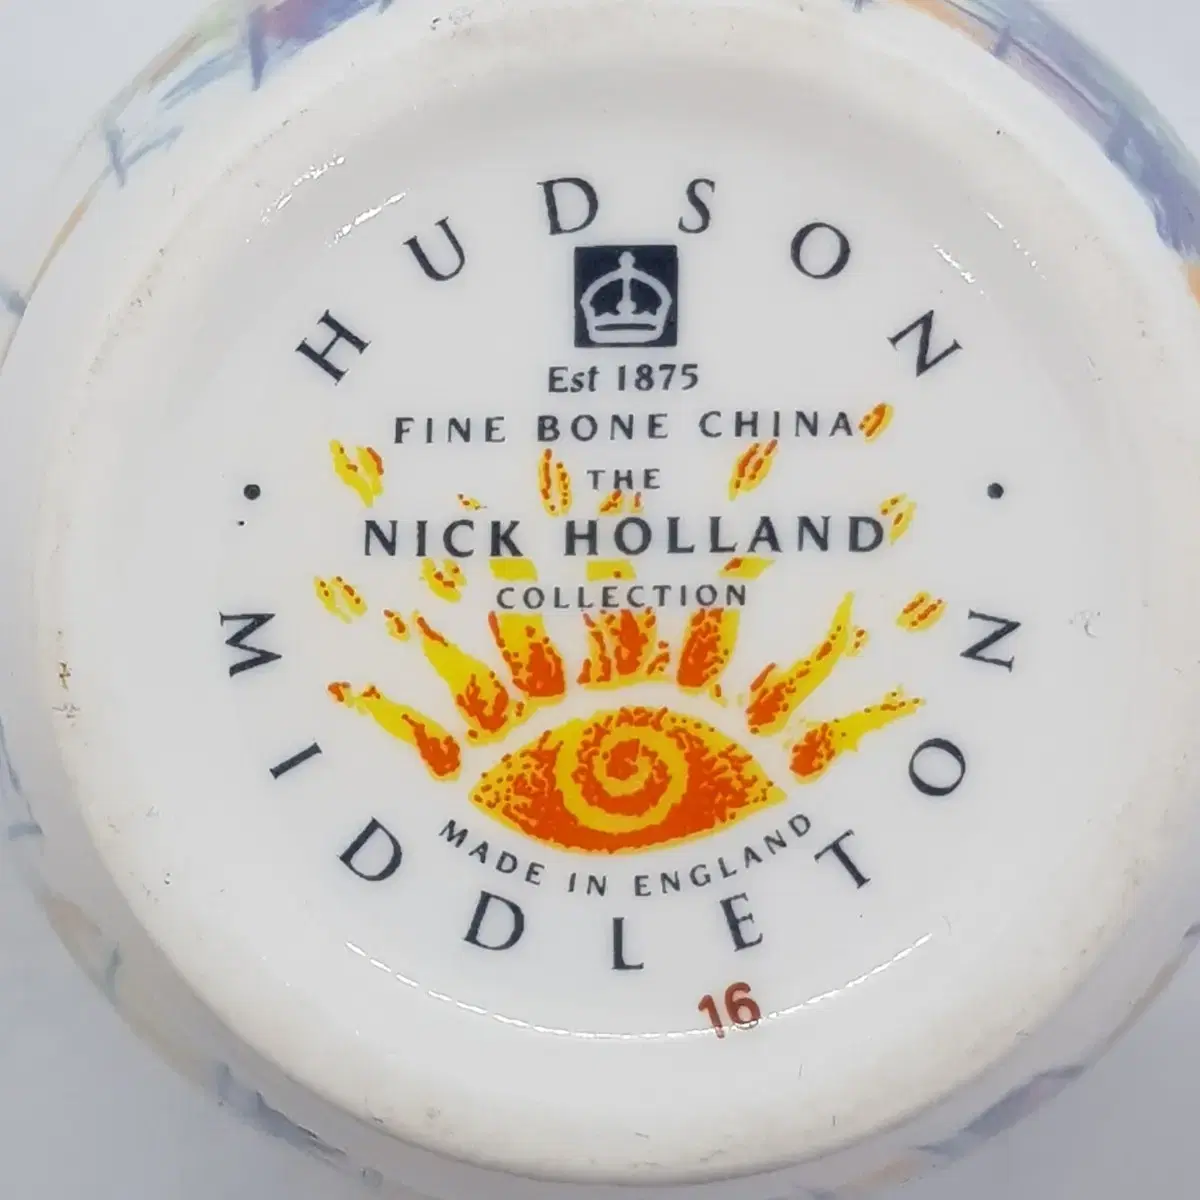 HUDSON
Est 1875
FINE BONE CHINA
THE
NICK HOLLAND
COLLECTION
MADE IN ENGLAND
MIDDLETON
16